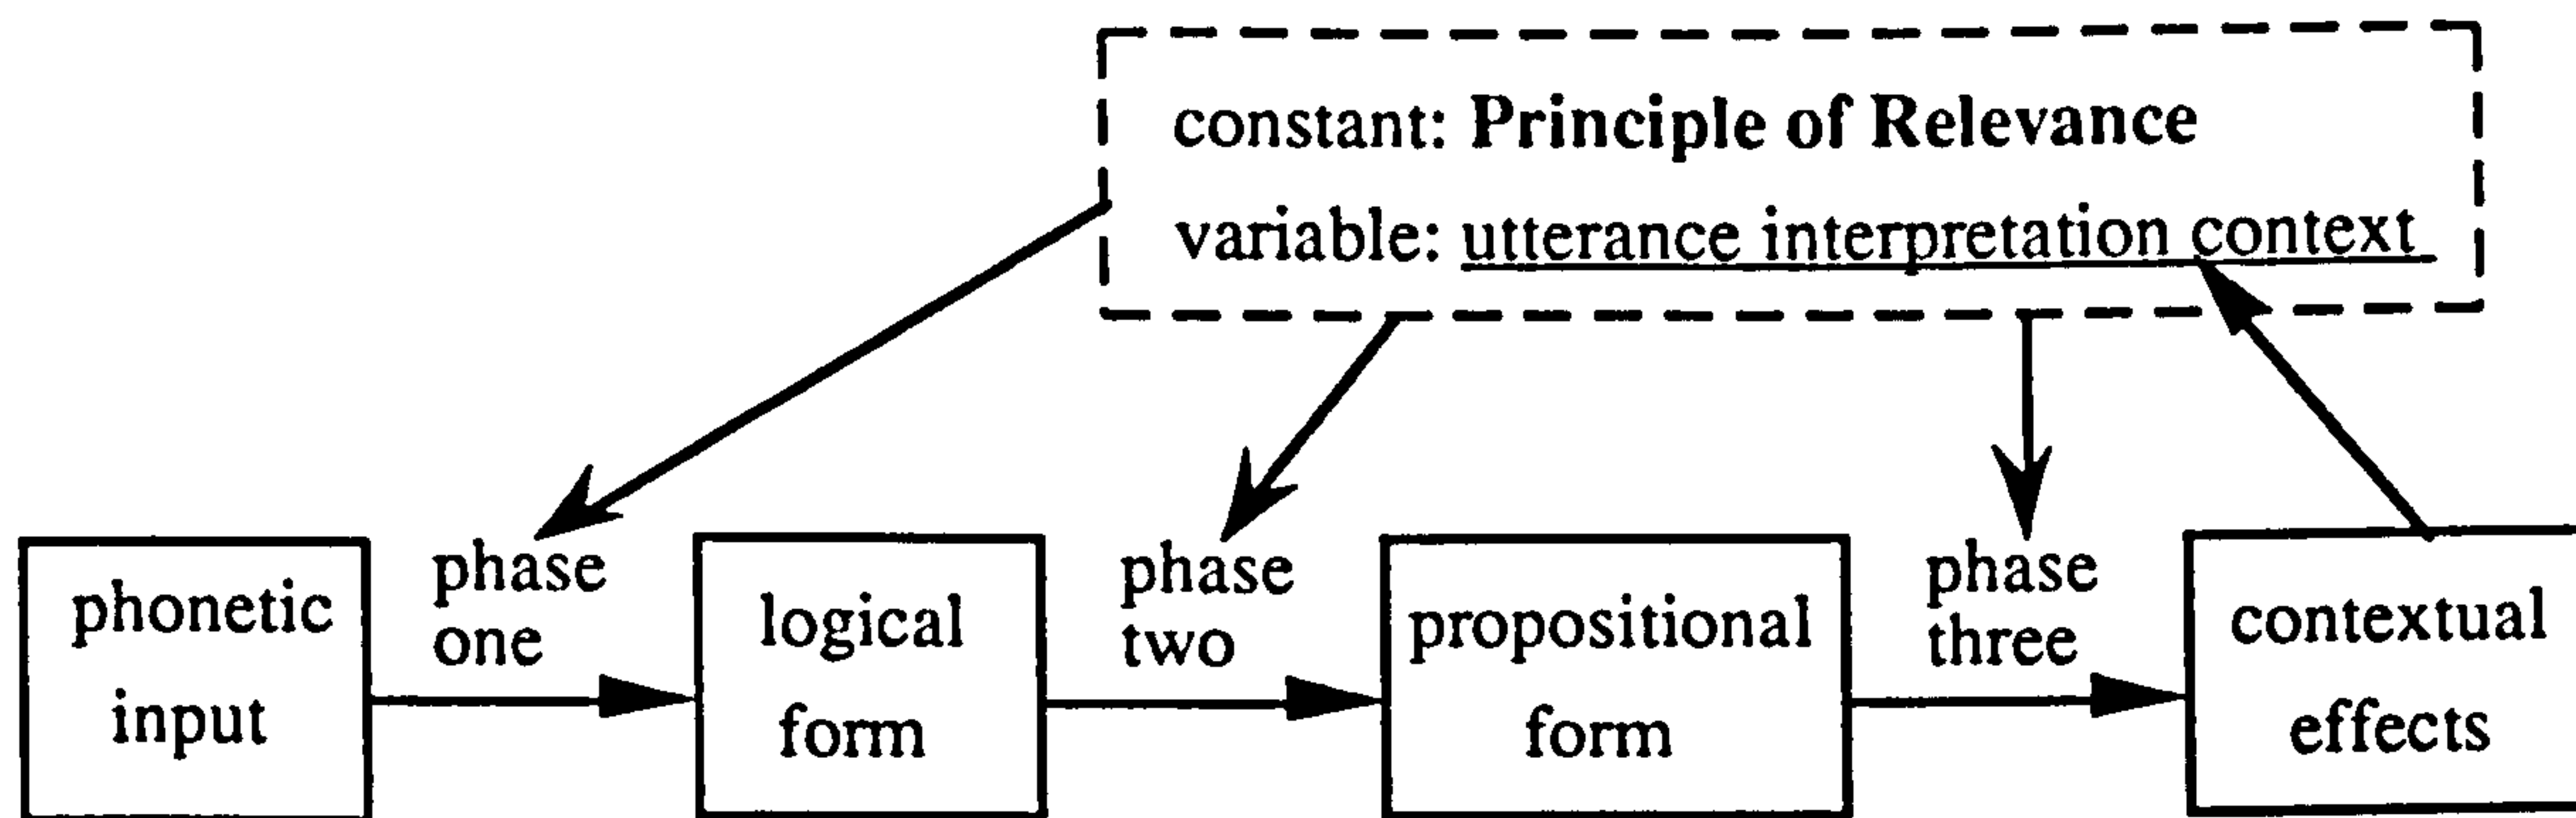 constant: Principle of Relevance
variable: utterance interpretation context
phonetic
input
phase
one
logical
form
phase
two
propositional
form
phase
three
contextual
effects